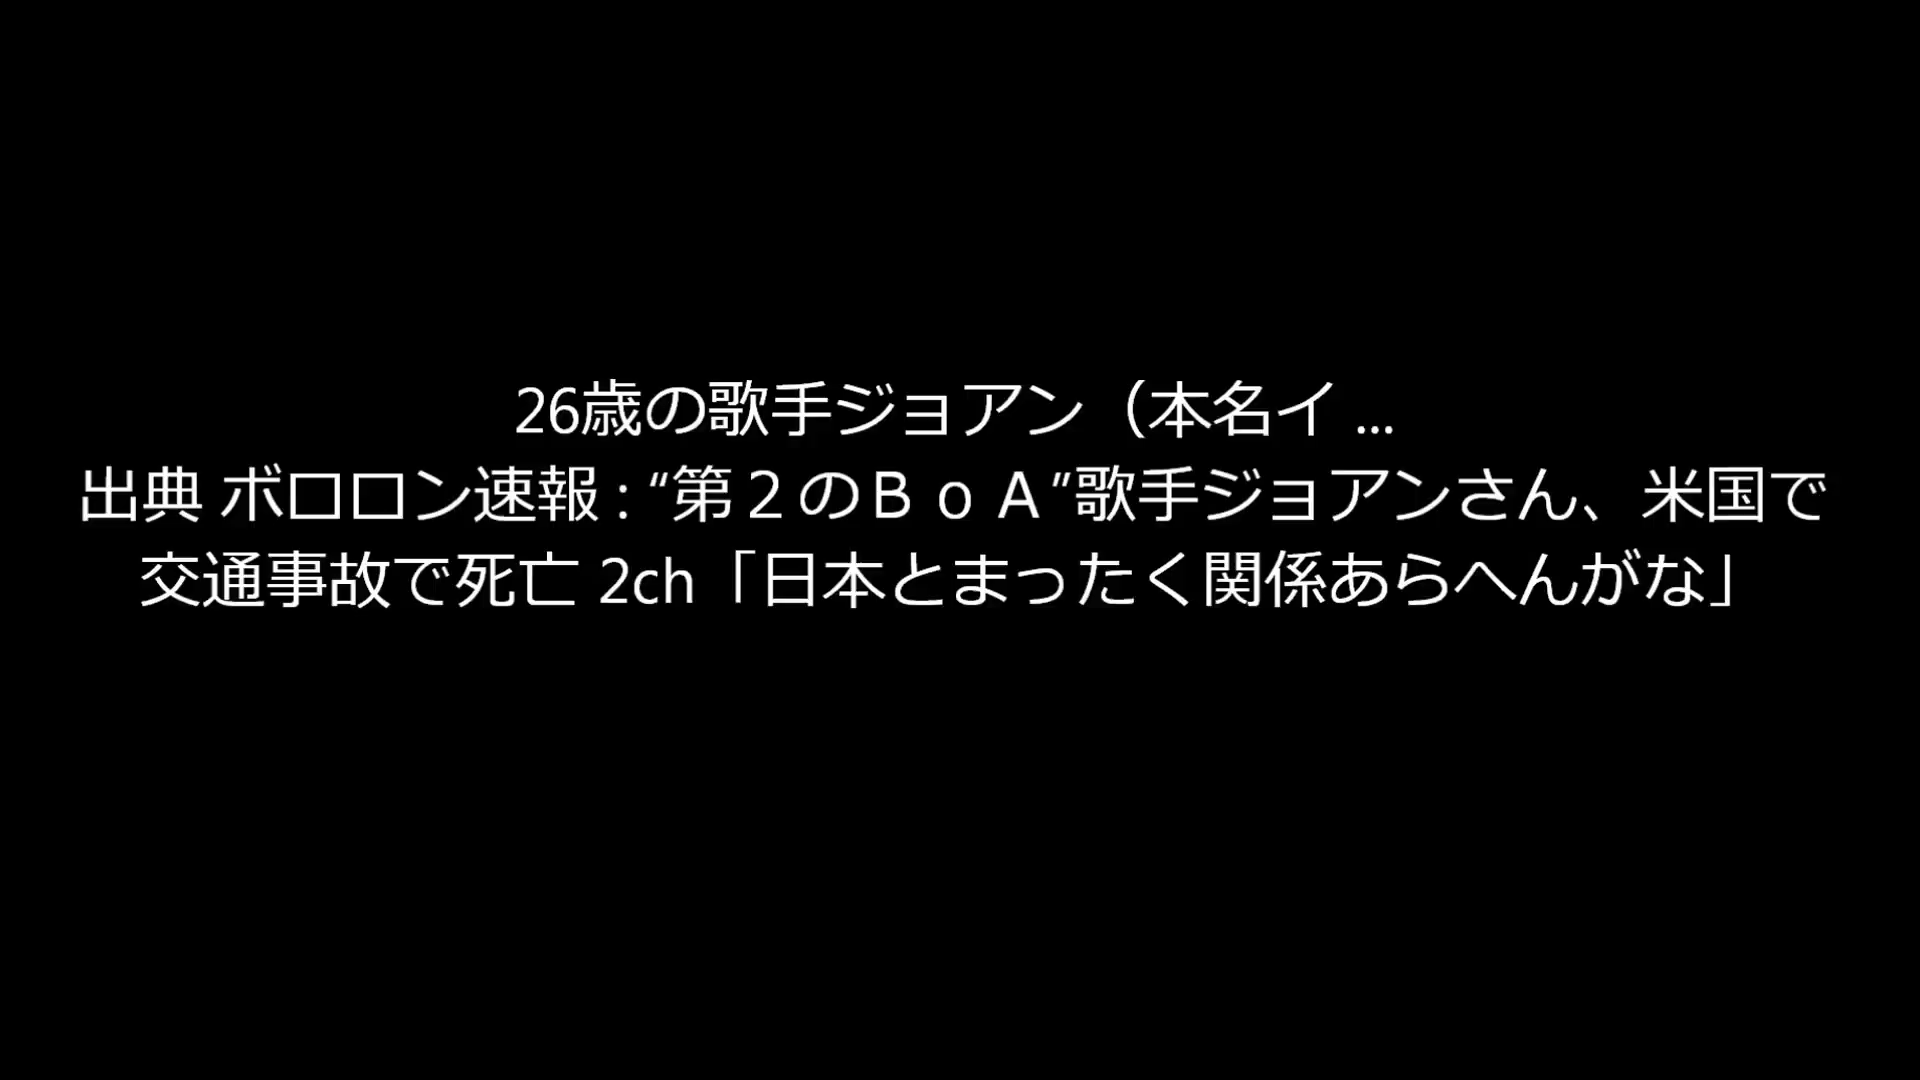 26歳の歌手ジョアン（本名イ ...
出典 ボロロン速報 : “第２のＢｏＡ”歌手ジョアンさん、米国で
交通事故で死亡 2ch「日本とまったく関係あらへんがな」